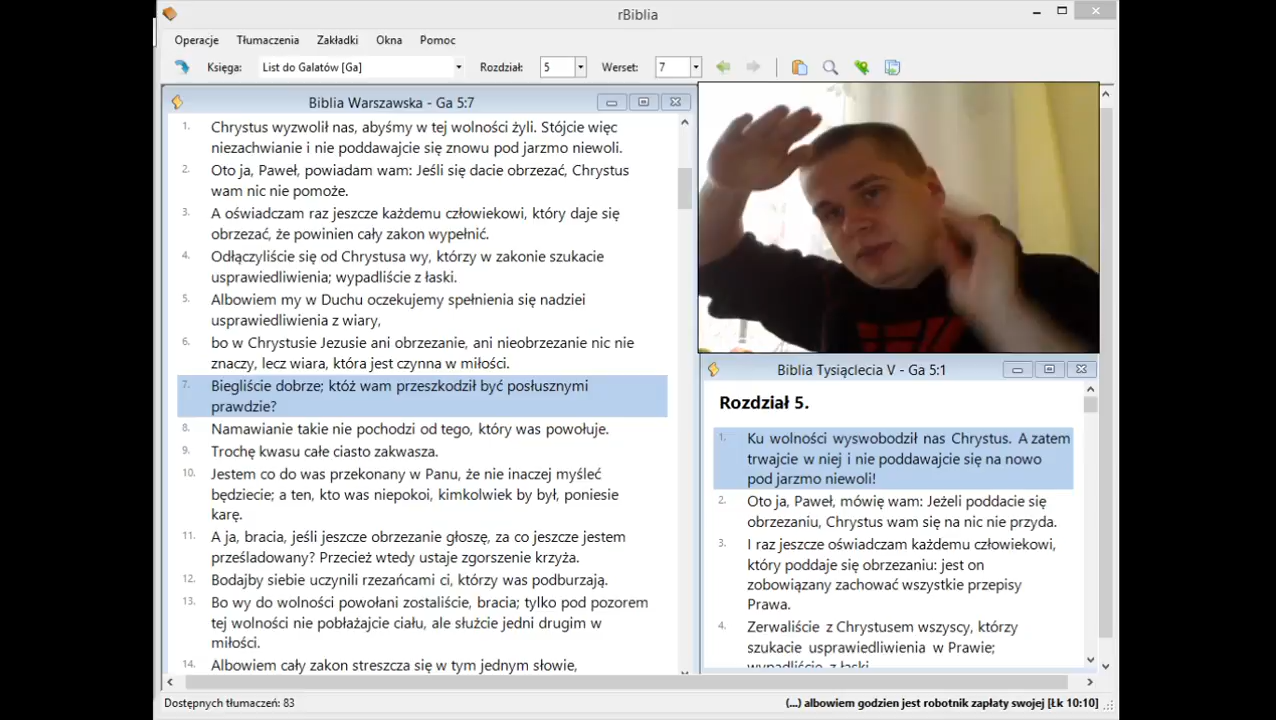 rBiblia
Operacje Tłumaczenia Zakładki Okna Pomoc
Księga: List do Galatów [Ga] Rozdział: 5 Werset: 7
Biblia Warszawska - Ga 5:7
1. Chrystus wyzwolił nas, abyśmy w tej wolności żyli. Stójcie więc
niezachwianie i nie poddawajcie się znowu pod jarzmo niewoli.
2. Oto ja, Paweł, powiadam wam: Jeśli się dacie obrzezać, Chrystus
wam nic nie pomoże.
3. A oświadczam raz jeszcze każdemu człowiekowi, który daje się
obrzezać, że powinien cały zakon wypełnić.
4. Odłączyliście się od Chrystusa wy, którzy w zakonie szukacie
usprawiedliwienia; wypadliście z łaski.
5. Albowiem my w Duchu oczekujemy spełnienia się nadziei
usprawiedliwienia z wiary,
6. bo w Chrystusie Jezusie ani obrzezanie, ani nieobrzezanie nic nie
znaczy, lecz wiara, która jest czynna w miłości.
7. Biegliście dobrze; któż wam przeszkodził być posłusznymi
prawdzie?
8. Namawianie takie nie pochodzi od tego, który was powołuje.
9. Trochę kwasu całe ciasto zakwasza.
10. Jestem co do was przekonany w Panu, że nie inaczej myśleć
będziecie; a ten, kto was niepokoi, kimkolwiek by był, poniesie
karę.
11. A ja, bracia, jeśli jeszcze obrzezanie głoszę, za co jeszcze jestem
prześladowany? Przecież wtedy ustaje zgorszenie krzyża.
12. Bodajby siebie uczynili rzezańcami ci, którzy was podburzają.
13. Bo wy do wolności powołani zostaliście, bracia; tylko pod pozorem
tej wolności nie pobłażajcie ciału, ale służcie jedni drugim w
miłości.
14. Albowiem cały zakon streszcza się w tym jednym słowie,
Biblia Tysiąclecia V - Ga 5:1
Rozdział 5.
1. Ku wolności wyswobodził nas Chrystus. A zatem
trwajcie w niej i nie poddawajcie się na nowo
pod jarzmo niewoli!
2. Oto ja, Paweł, mówię wam: Jeżeli poddacie się
obrzezaniu, Chrystus wam się na nic nie przyda.
3. I raz jeszcze oświadczam każdemu człowiekowi,
który poddaje się obrzezaniu: jest on
zobowiązany zachować wszystkie przepisy
Prawa.
4. Zerwaliście z Chrystusem wszyscy, którzy
szukacie usprawiedliwienia w Prawie;
wypadliście z łaski.
Dostępnych tłumaczeń: 83
(...) albowiem godzien jest robotnik zapłaty swojej [Łk 10:10]